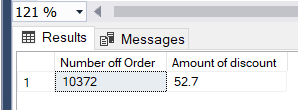 121 %
Results Messages
Number off Order Amount of discount
1 10372 52.7